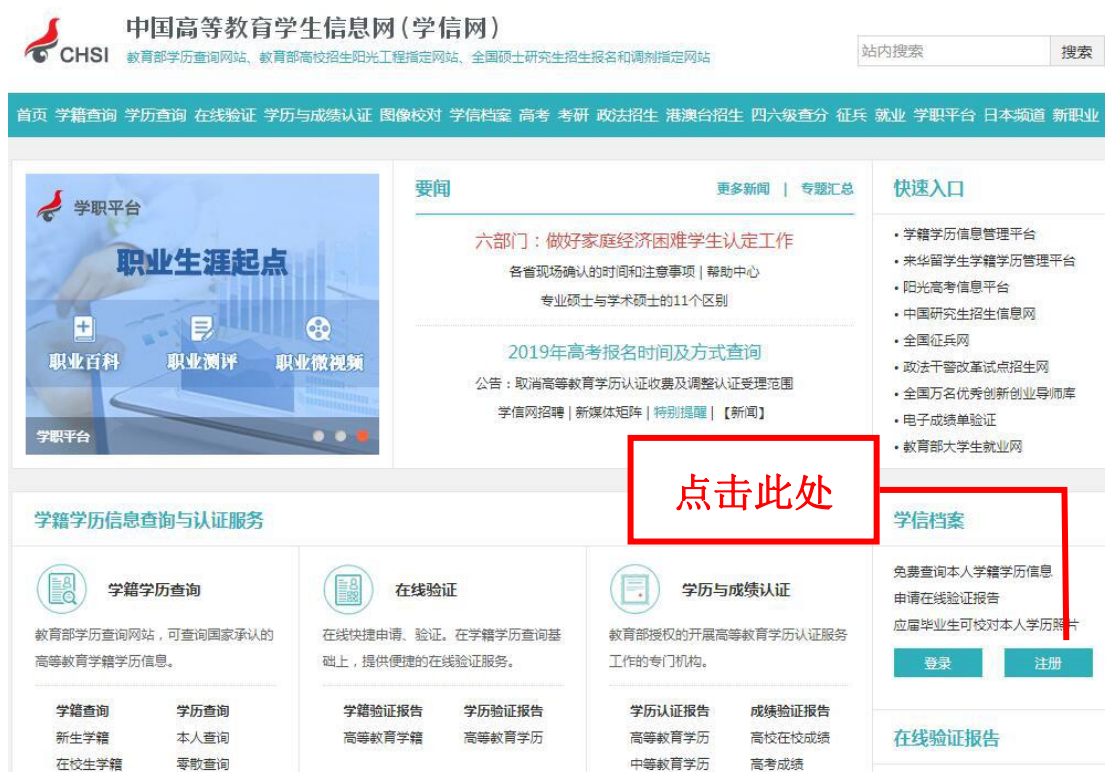 中国高等教育学生信息网(学信网)
CHSI
教育部学历查询网站、教育部高校招生阳光工程指定网站、全国硕士研究生招生报名和调剂指定网站
站内搜索
搜索
首页 学籍查询 学历查询 在线验证 学历与成绩认证 图像校对 学信档案 高考 考研 政法招生 港澳台招生 四六级查分 征兵 就业 学职平台 日本频道 新职业
学职平台
职业生涯起点
职业百科 职业测评 职业微视频
学职平台
要闻
更多新闻 | 专题汇总
六部门：做好家庭经济困难学生认定工作
各省现场确认的时间和注意事项 | 帮助中心
专业硕士与学术硕士的11个区别
2019年高考报名时间及方式查询
公告：取消高等教育学历认证收费及调整认证受理范围
学信网招聘 | 新媒体矩阵 | 特别提醒 | 【新闻】
快速入口
• 学籍学历信息管理平台
• 来华留学生学籍学历管理平台
• 阳光高考信息平台
• 中国研究生招生信息网
• 全国征兵网
• 政法干警改革试点招生网
• 全国万名优秀创新创业导师库
• 电子成绩单验证
• 教育部大学生就业网
点击此处
学籍学历信息查询与认证服务
学籍学历查询
教育部学历查询网站，可查询国家承认的
高等教育学籍学历信息。
学籍查询 学历查询
新生学籍 本人查询
在校生学籍 零散查询
在线验证
在线快捷申请、验证。在学籍学历查询基
础上，提供便捷的在线验证服务。
学籍验证报告 学历验证报告
高等教育学籍 高等教育学历
学历与成绩认证
教育部授权的开展高等教育学历认证服务
工作的专门机构。
学历认证报告 成绩验证报告
高等教育学历 高校在校成绩
中等教育学历 高考成绩
学信档案
免费查询本人学籍学历信息
申请在线验证报告
应届毕业生可校对本人学历照片
登录 注册
在线验证报告